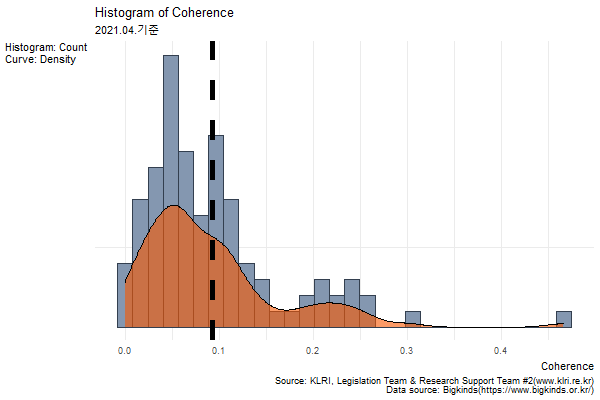 Histogram of Coherence
2021.04.기준
Histogram: Count
Curve: Density
0.0 0.1 0.2 0.3 0.4
Coherence
Source: KLRI, Legislation Team & Research Support Team #2(www.klri.re.kr)
Data source: Bigkinds(https://www.bigkinds.or.kr/)